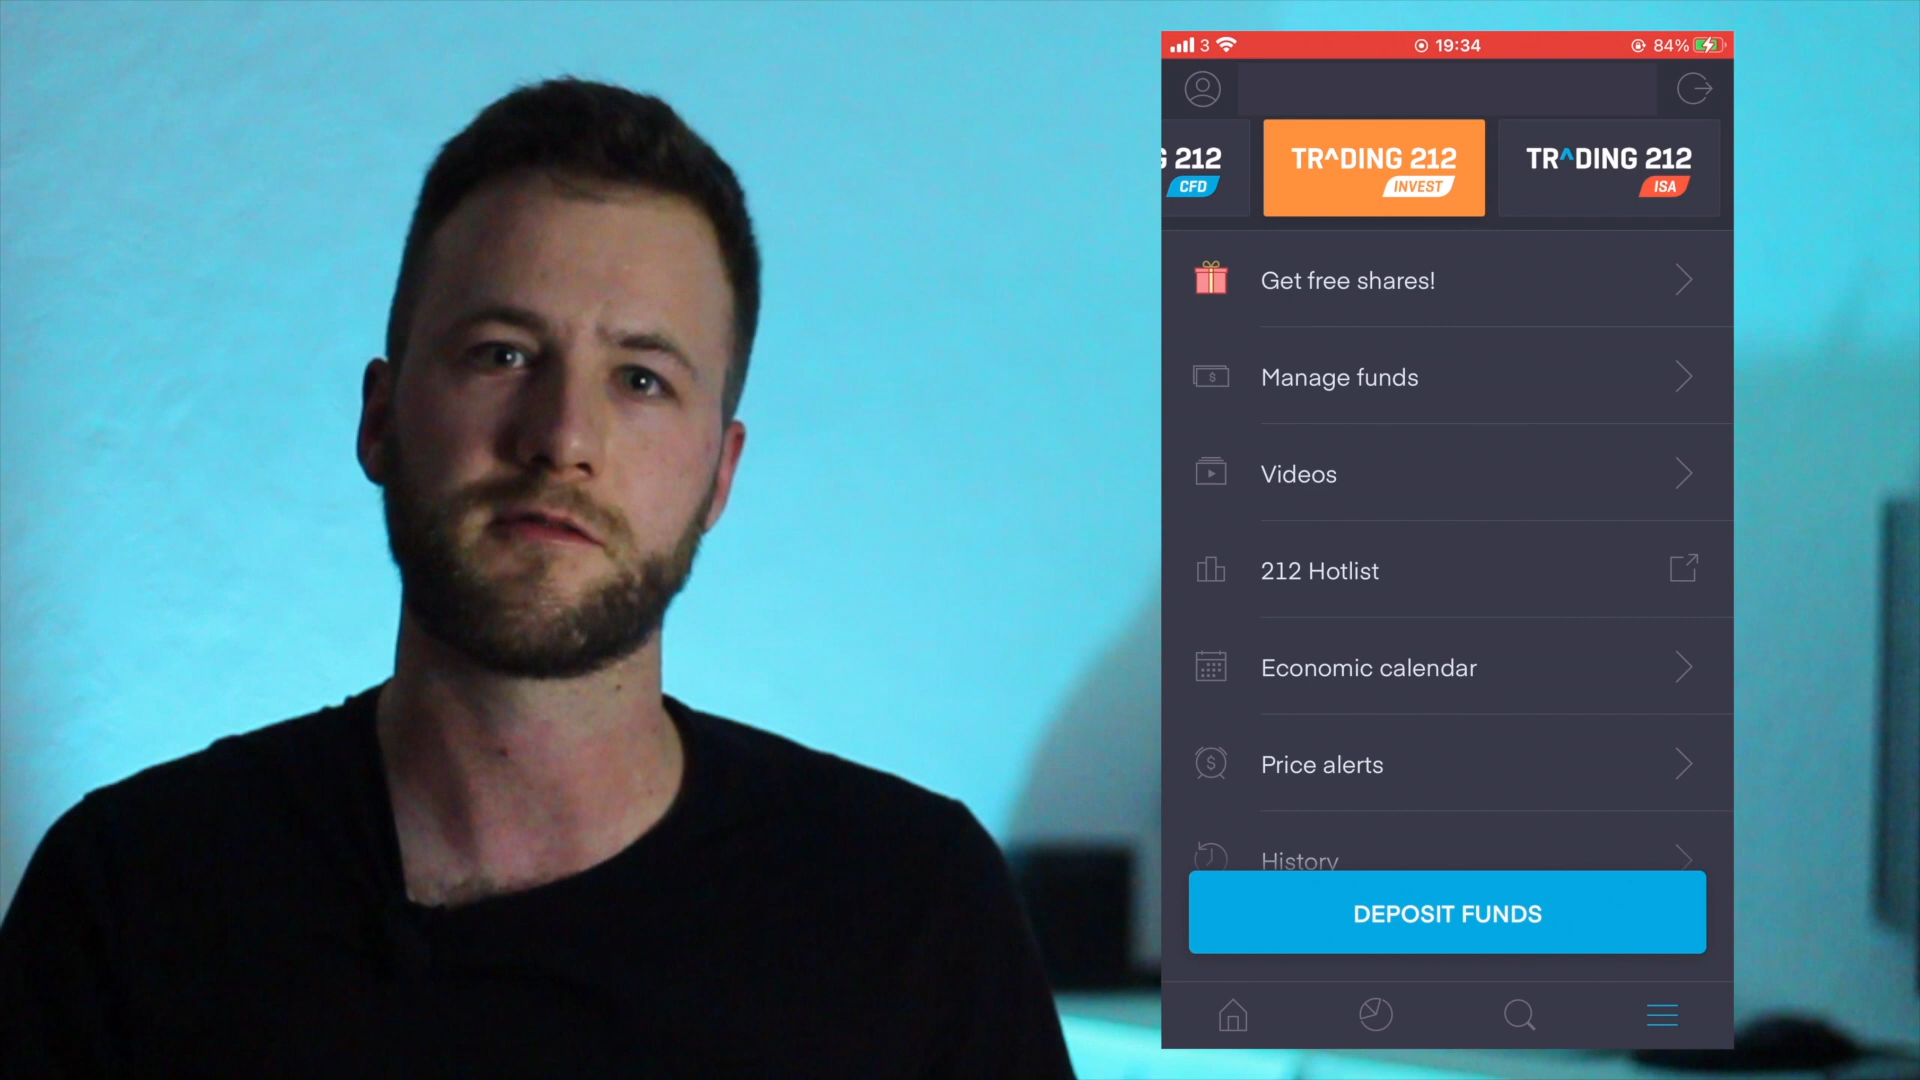 3 19:34 84%
G 212 CFD
TR^DING 212 INVEST
TR^DING 212 ISA
Get free shares!
Manage funds
Videos
212 Hotlist
Economic calendar
Price alerts
History
DEPOSIT FUNDS